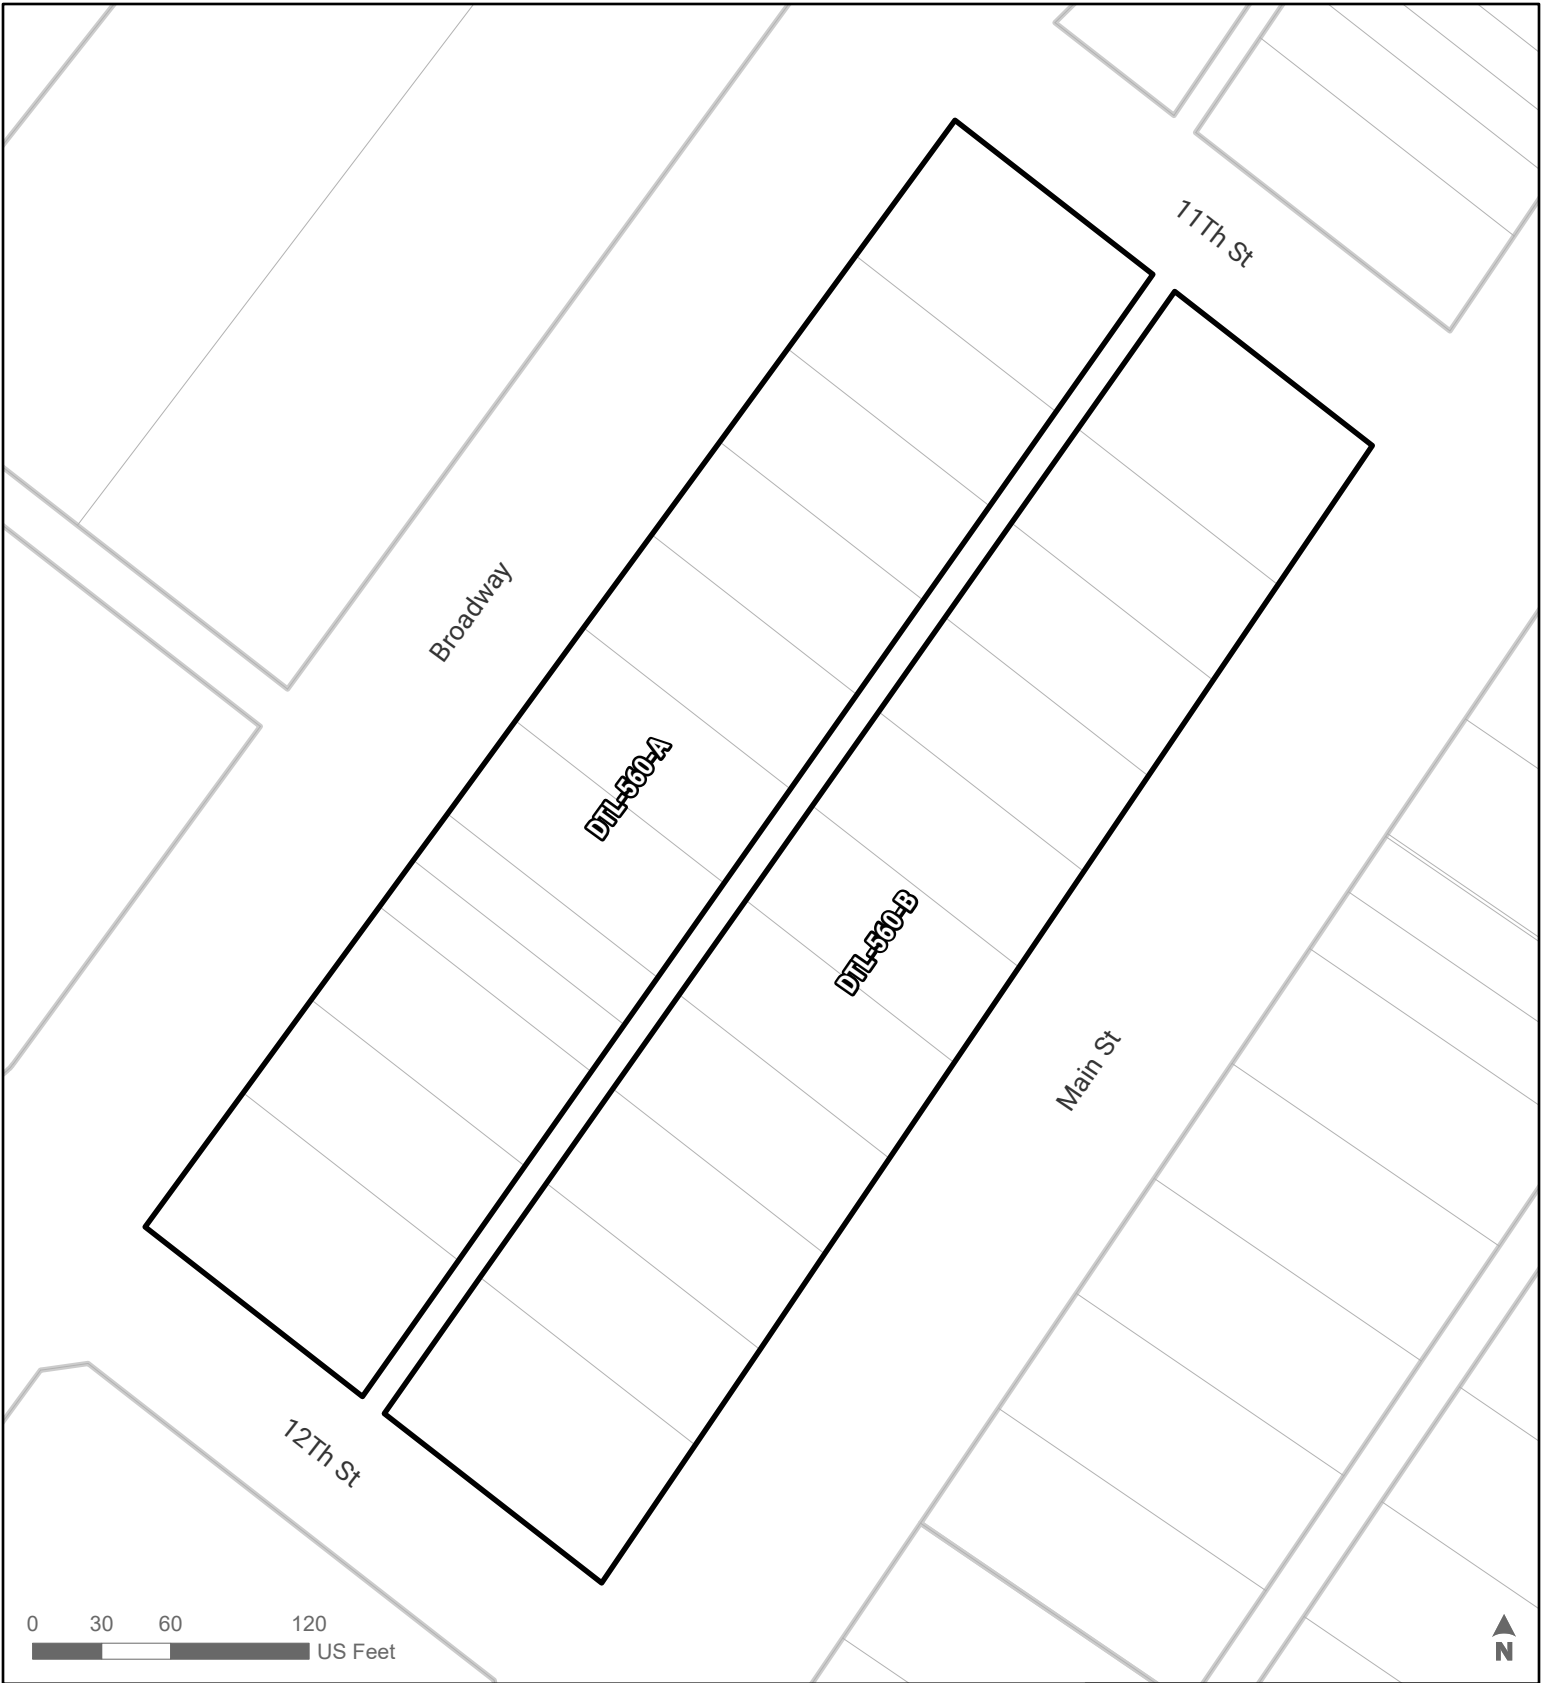 11Th St
Broadway
DTL-560-A
DTL-560-B
Main St
12Th St
0 30 60 120
US Feet
N